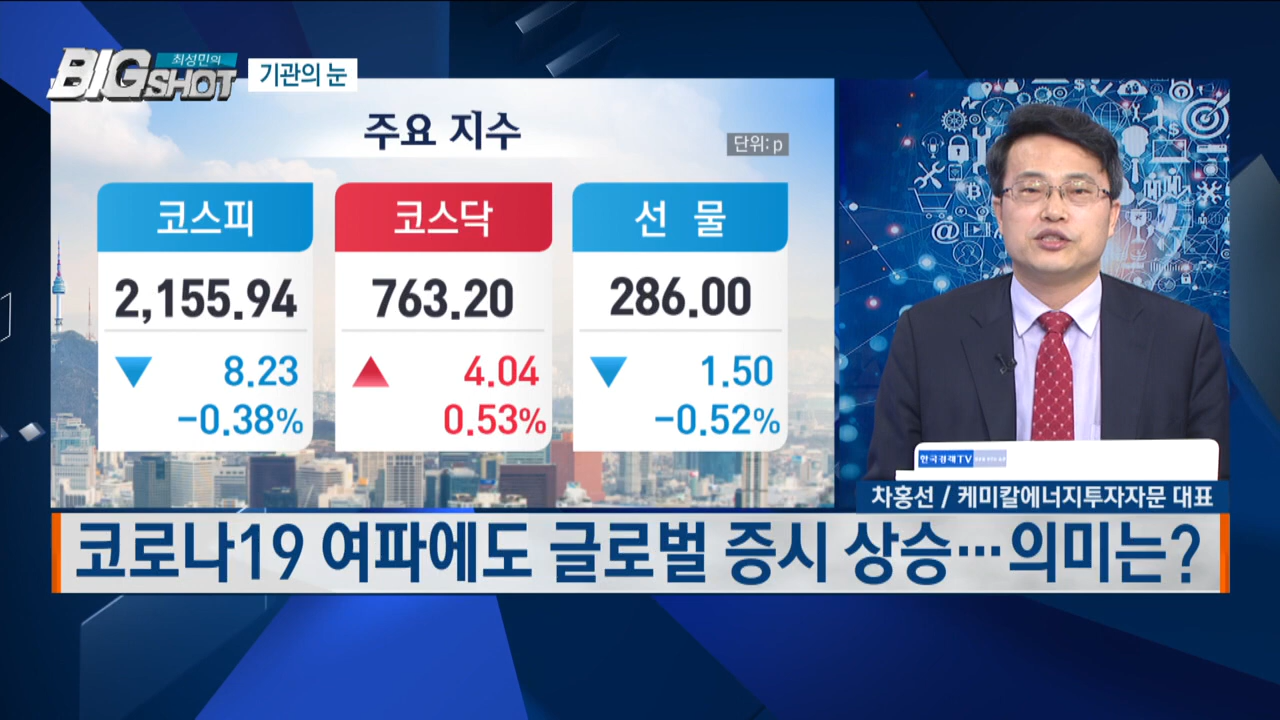 최성민의
BIG SHOT
기관의 눈
주요 지수
단위:p
코스피
2,155.94
▼ 8.23
-0.38%
코스닥
763.20
▲ 4.04
0.53%
선 물
286.00
▼ 1.50
-0.52%
한국경제TV
차홍선 / 케미칼에너지투자자문 대표
코로나19 여파에도 글로벌 증시 상승…의미는?